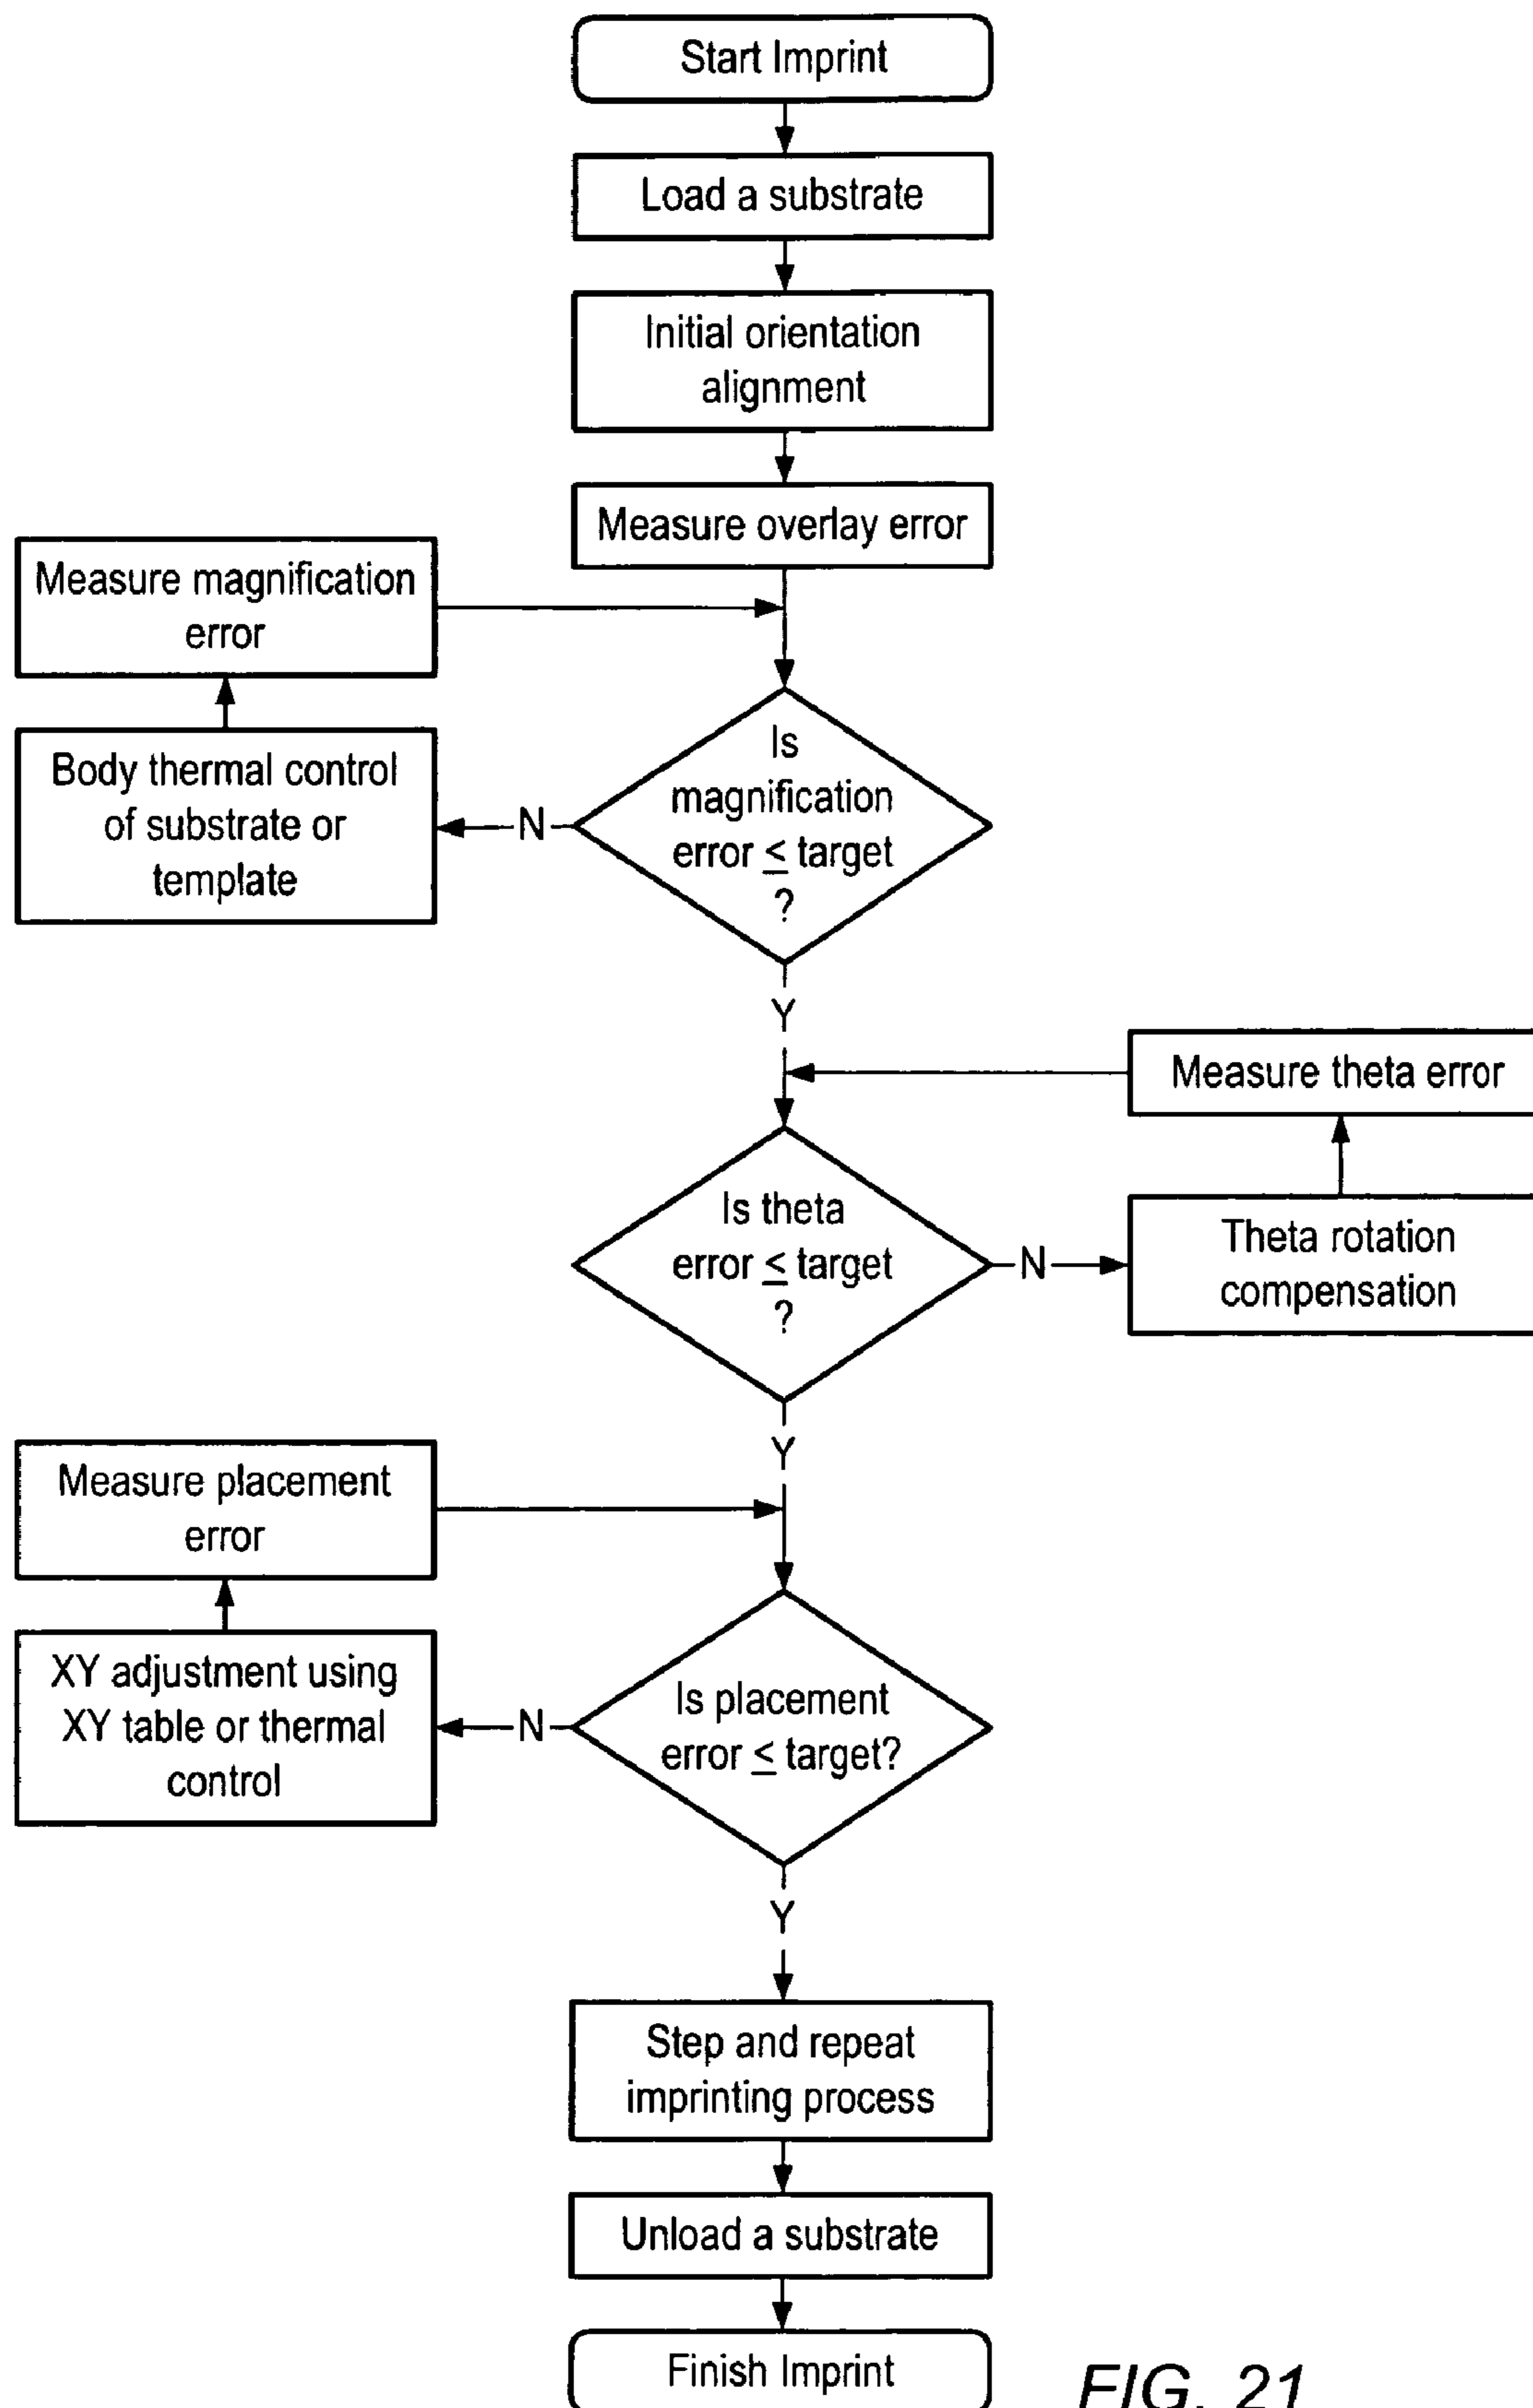 Start Imprint
Load a substrate
Initial orientation
alignment
Measure overlay error
Measure magnification
error
Body thermal control
of substrate or
template
N
Is
magnification
error ≤ target
?
Y
Measure theta error
Is theta
error ≤ target
?
N
Theta rotation
compensation
Y
Measure placement
error
XY adjustment using
XY table or thermal
control
N
Is placement
error ≤ target?
Y
Step and repeat
imprinting process
Unload a substrate
Finish Imprint
FIG. 21